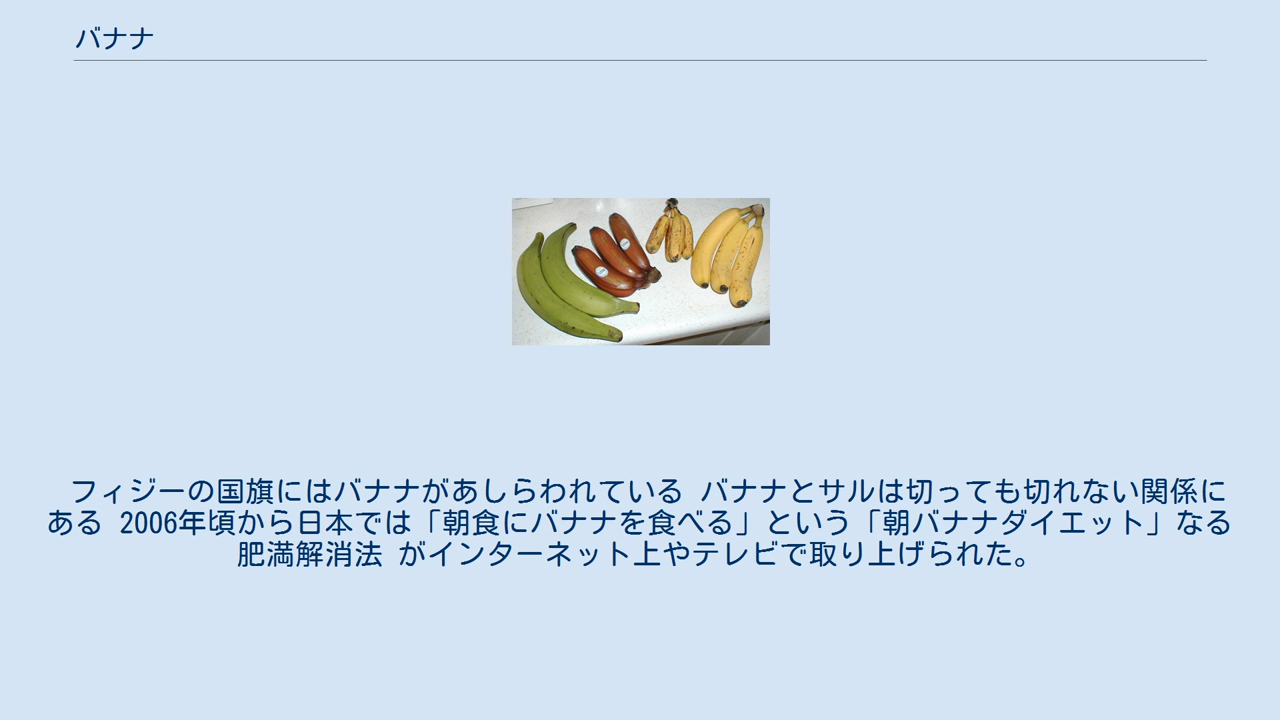 バナナ
フィジーの国旗にはバナナがあしらわれている バナナとサルは切っても切れない関係に
ある 2006年頃から日本では「朝食にバナナを食べる」という「朝バナナダイエット」なる
肥満解消法 がインターネット上やテレビで取り上げられた。